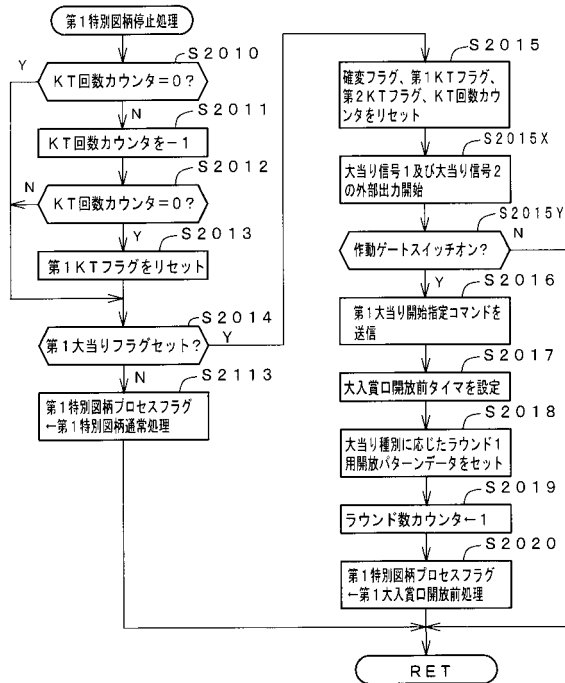 第1特別図柄停止処理
S2010
KT回数カウンタ=0?
Y
N
S2011
KT回数カウンタを-1
S2012
KT回数カウンタ=0?
N
Y
S2013
第1KTフラグをリセット
S2014
第1大当りフラグセット?
Y
N
S2113
第1特別図柄プロセスフラグ
←第1特別図柄通常処理
S2015
確変フラグ、第1KTフラグ、
第2KTフラグ、KT回数カウ
ンタをリセット
S2015X
大当り信号1及び大当り信号2
の外部出力開始
S2015Y
作動ゲートスイッチオン?
N
Y
S2016
第1大当り開始指定コマンドを
送信
S2017
大入賞口開放前タイマを設定
S2018
大当り種別に応じたラウンド1
用開放パターンデータをセット
S2019
ラウンド数カウンタ←1
S2020
第1特別図柄プロセスフラグ
←第1大入賞口開放前処理
RET